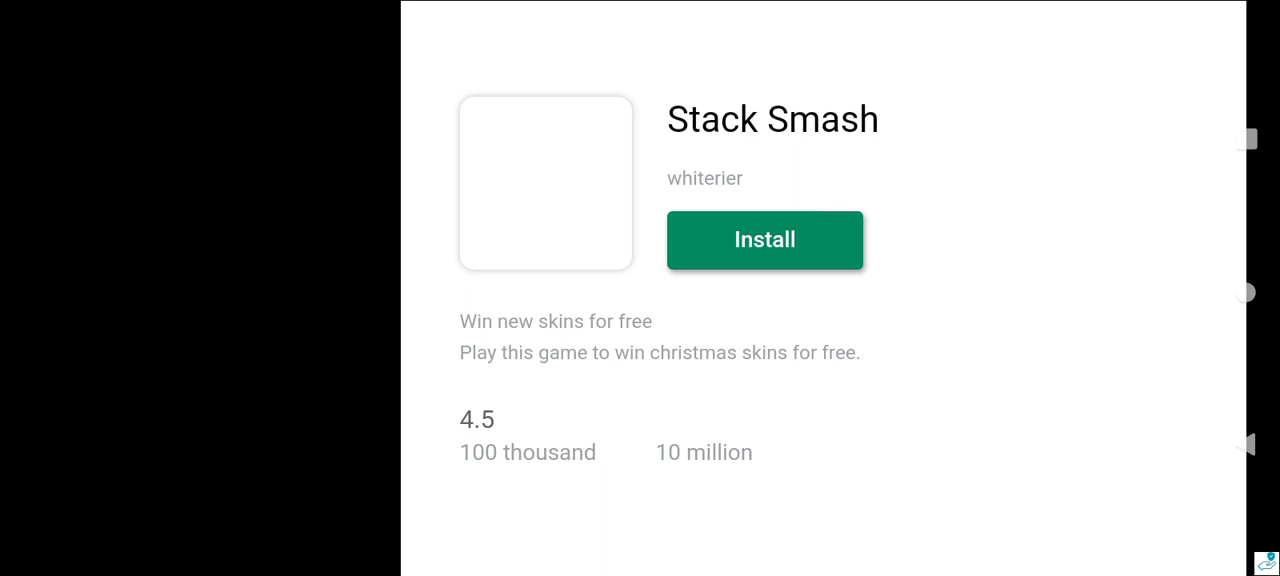 Stack Smash
whiterier
Install
Win new skins for free
Play this game to win christmas skins for free.
4.5
100 thousand
10 million